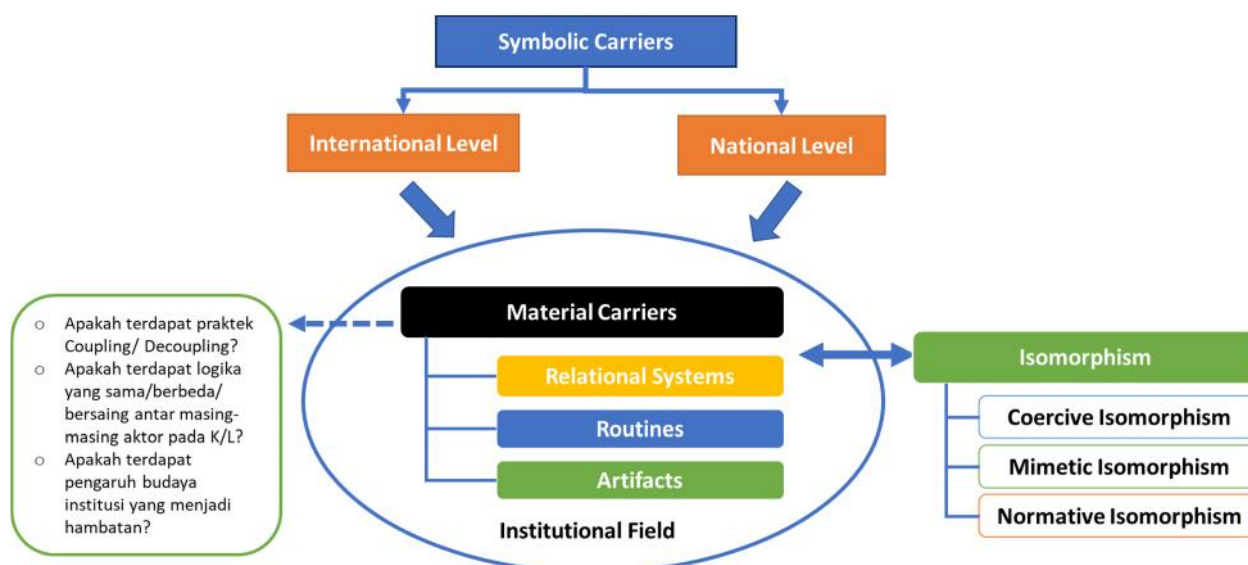 Symbolic Carriers
International Level
National Level
Material Carriers
Relational Systems
Routines
Artifacts
Institutional Field
o Apakah terdapat praktek
Coupling/ Decoupling?
o Apakah terdapat logika
yang sama/berbeda/
bersaing antar masing-
masing aktor pada K/L?
o Apakah terdapat
pengaruh budaya
institusi yang menjadi
hambatan?
Isomorphism
Coercive Isomorphism
Mimetic Isomorphism
Normative Isomorphism